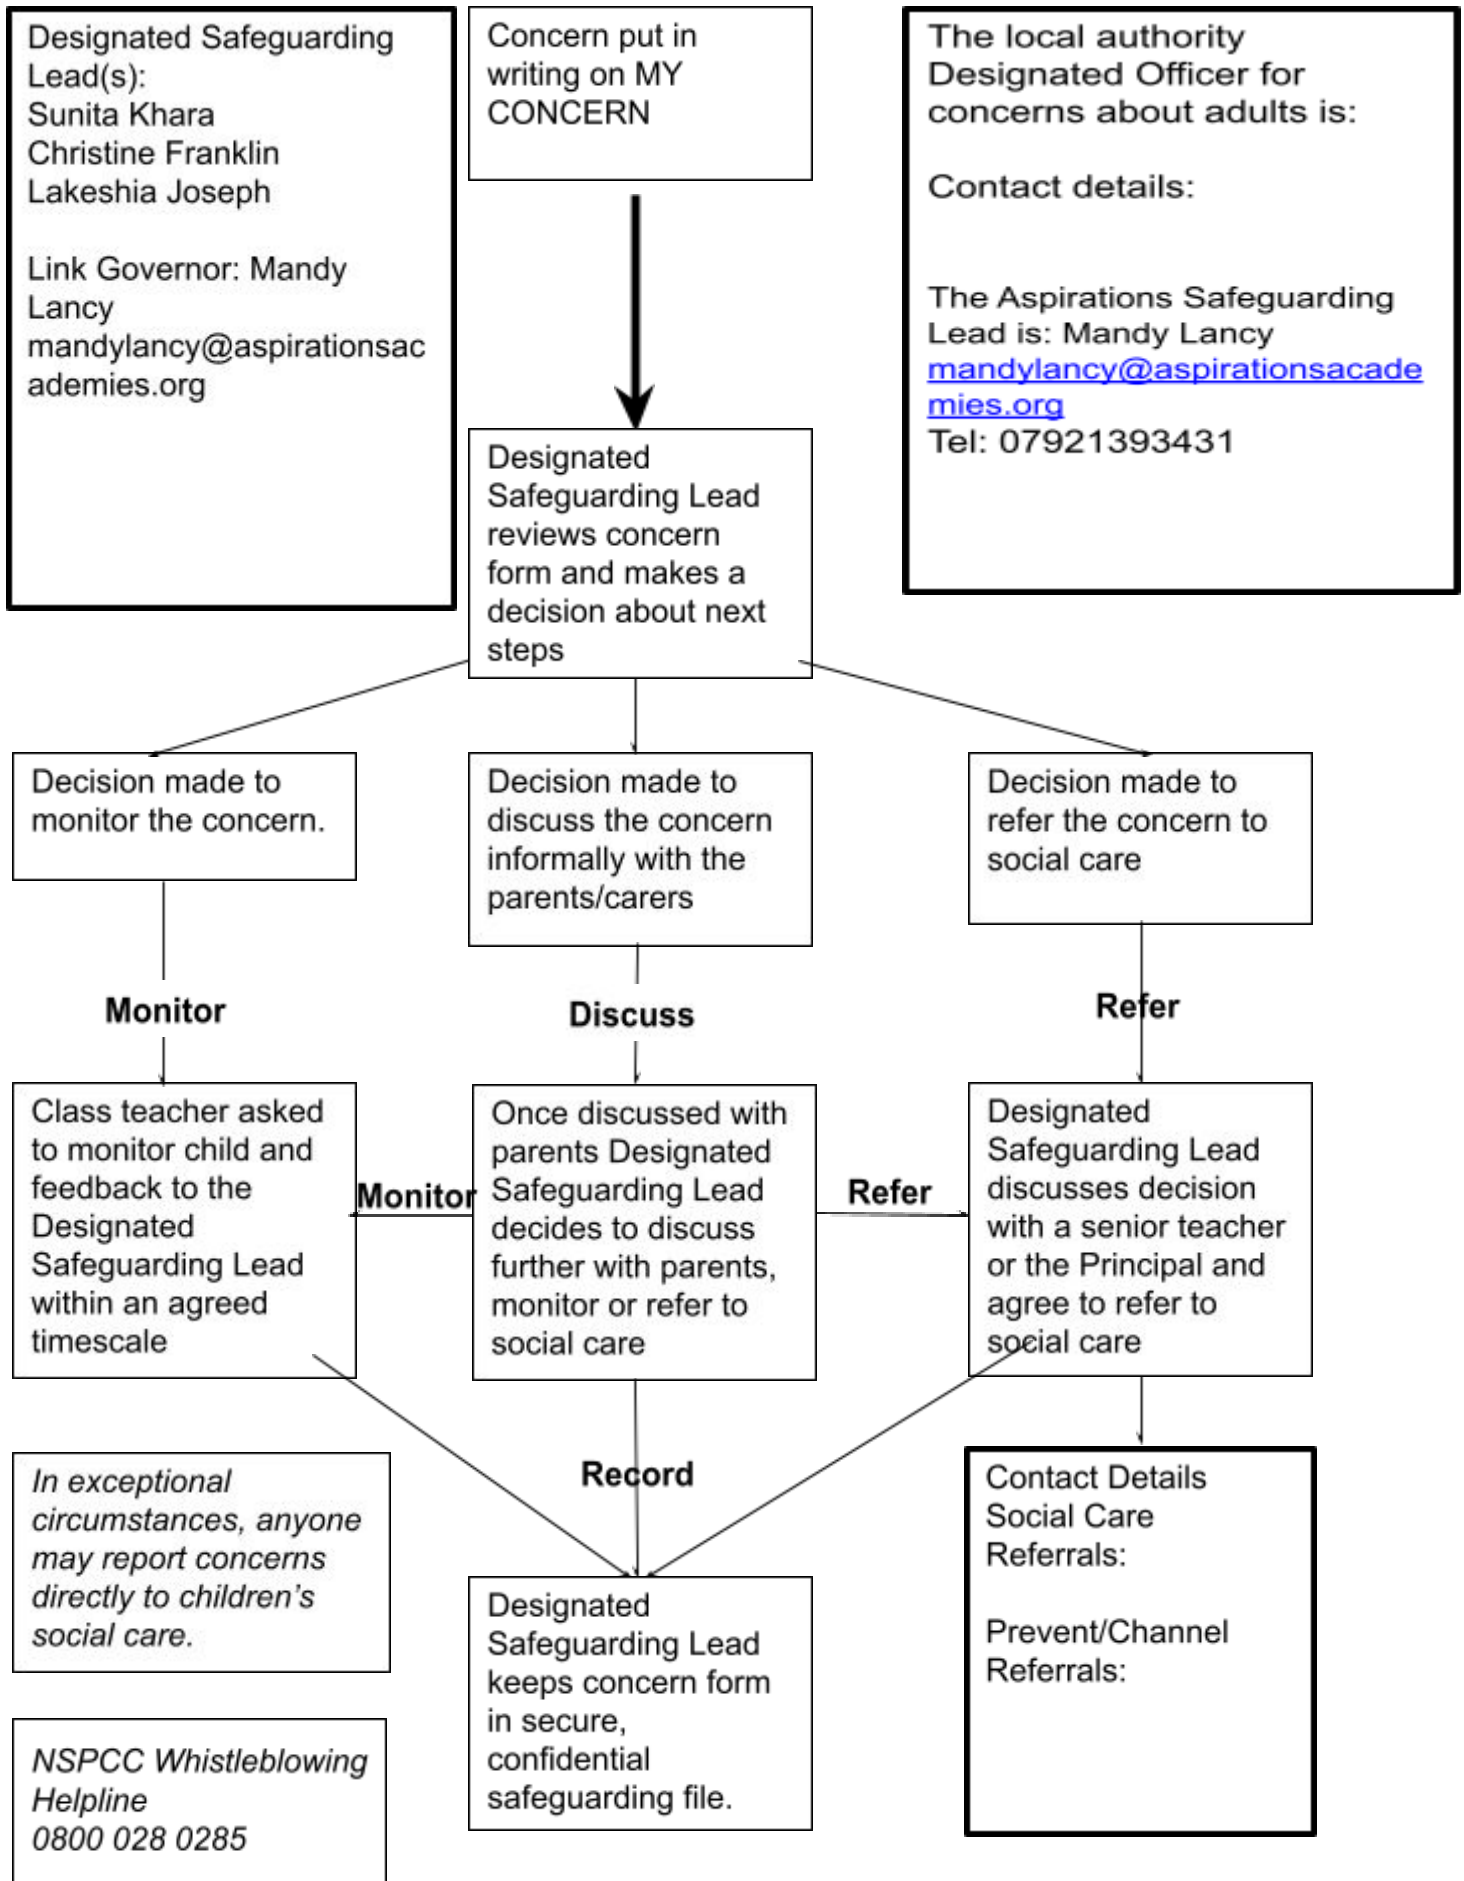 Designated Safeguarding
Lead(s):
Sunita Khara
Christine Franklin
Lakeshia Joseph
Link Governor: Mandy
Lancy
mandylancy@aspirationsac
ademies.org
Concern put in
writing on MY
CONCERN
The local authority
Designated Officer for
concerns about adults is:
Contact details:
The Aspirations Safeguarding
Lead is: Mandy Lancy
mandylancy@aspirationsacade
mies.org
Tel: 07921393431
Designated
Safeguarding Lead
reviews concern
form and makes a
decision about next
steps
Decision made to
monitor the concern.
Decision made to
discuss the concern
informally with the
parents/carers
Decision made to
refer the concern to
social care
Monitor
Discuss
Refer
Class teacher asked
to monitor child and
feedback to the
Designated
Safeguarding Lead
within an agreed
timescale
Monitor
Once discussed with
parents Designated
Safeguarding Lead
decides to discuss
further with parents,
monitor or refer to
social care
Refer
Designated
Safeguarding Lead
discusses decision
with a senior teacher
or the Principal and
agree to refer to
social care
In exceptional
circumstances, anyone
may report concerns
directly to children’s
social care.
Record
Contact Details
Social Care
Referrals:
Prevent/Channel
Referrals:
Designated
Safeguarding Lead
keeps concern form
in secure,
confidential
safeguarding file.
NSPCC Whistleblowing
Helpline
0800 028 0285